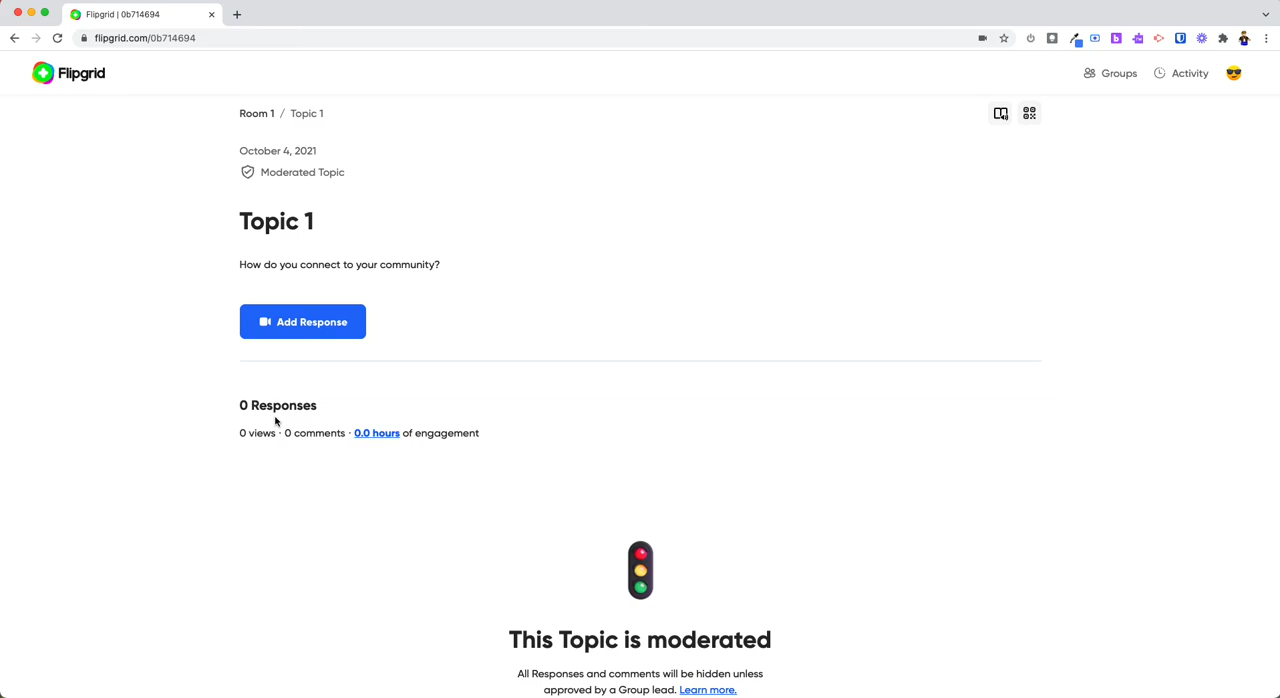 Flipgrid | 0b714694
flipgrid.com/0b714694
Flipgrid
Groups
Activity
Room 1 / Topic 1
October 4, 2021
Moderated Topic
Topic 1
How do you connect to your community?
Add Response
0 Responses
0 views · 0 comments · 0.0 hours of engagement
This Topic is moderated
All Responses and comments will be hidden unless
approved by a Group lead. Learn more.